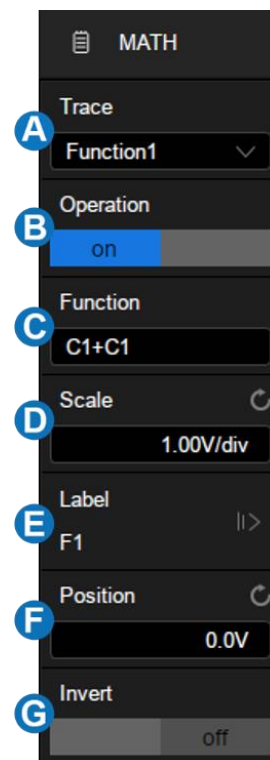 MATH
Trace
A
Function1
Operation
B
on
Function
C
C1+C1
Scale
D
1.00V/div
Label
E
F1
Position
F
0.0V
Invert
G
off